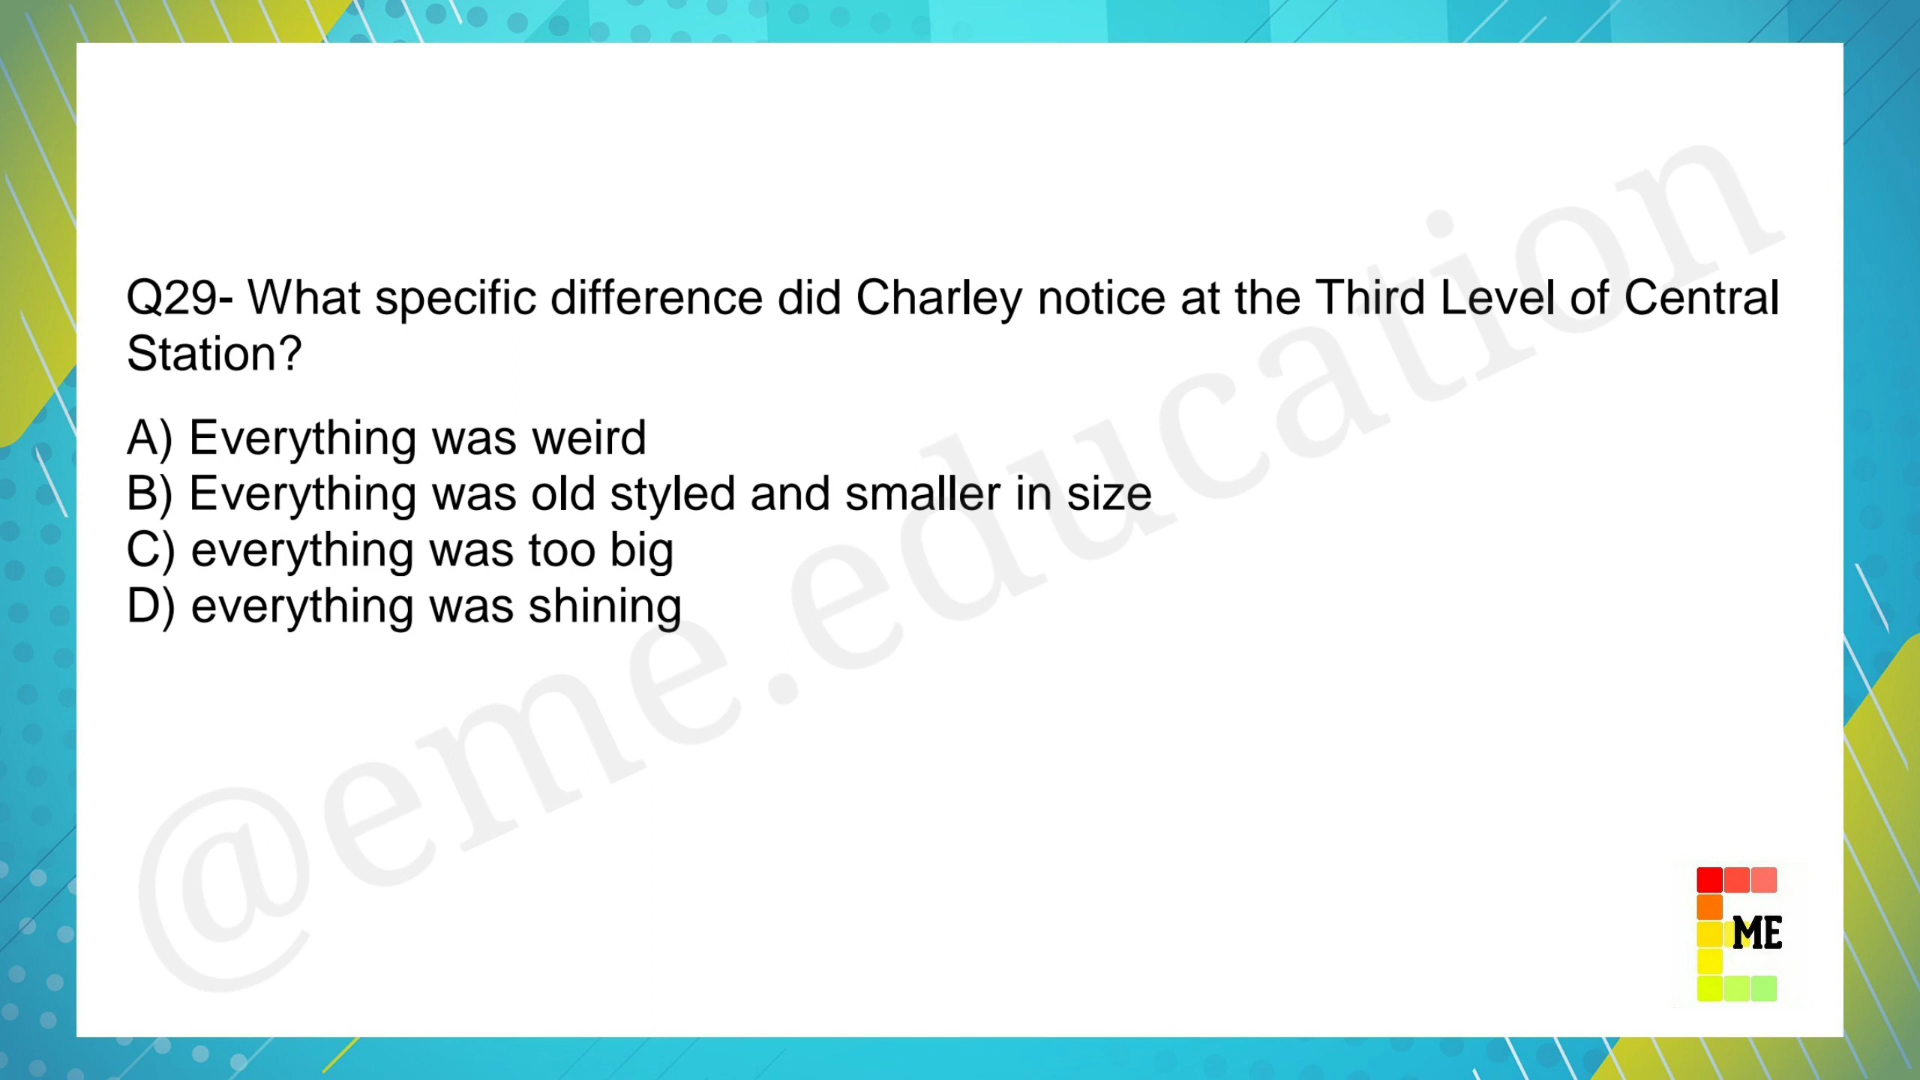 Q29- What specific difference did Charley notice at the Third Level of Central
Station?
A) Everything was weird
B) Everything was old styled and smaller in size
C) everything was too big
D) everything was shining
@eme.education
ME